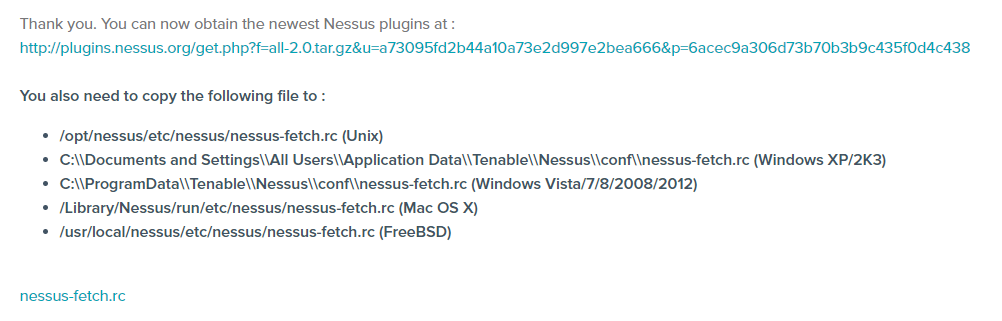 Thank you. You can now obtain the newest Nessus plugins at :
http://plugins.nessus.org/get.php?f=all-2.0.tar.gz&u=a73095fd2b44a10a73e2d997e2bea666&p=6acec9a306d73b70b3b9c435f0d4c438
You also need to copy the following file to :
• /opt/nessus/etc/nessus/nessus-fetch.rc (Unix)
• C:\\Documents and Settings\\All Users\\Application Data\\Tenable\\Nessus\\conf\\nessus-fetch.rc (Windows XP/2K3)
• C:\\ProgramData\\Tenable\\Nessus\\conf\\nessus-fetch.rc (Windows Vista/7/8/2008/2012)
• /Library/Nessus/run/etc/nessus/nessus-fetch.rc (Mac OS X)
• /usr/local/nessus/etc/nessus/nessus-fetch.rc (FreeBSD)
nessus-fetch.rc